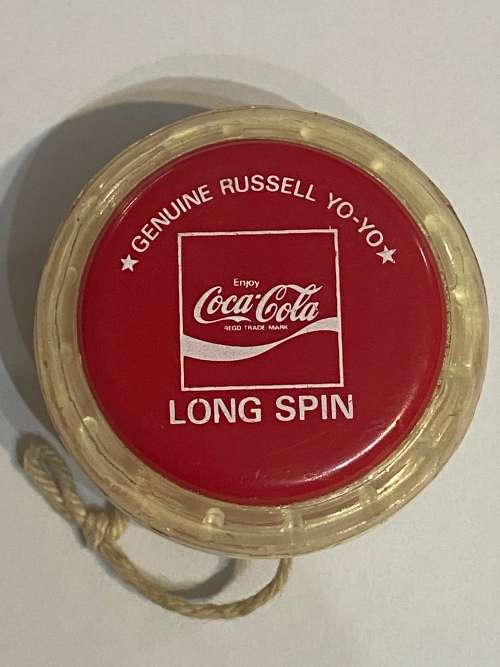 ★GENUINE RUSSELL YO-YO★
Enjoy
Coca-Cola
REGD TRADE MARK
LONG SPIN